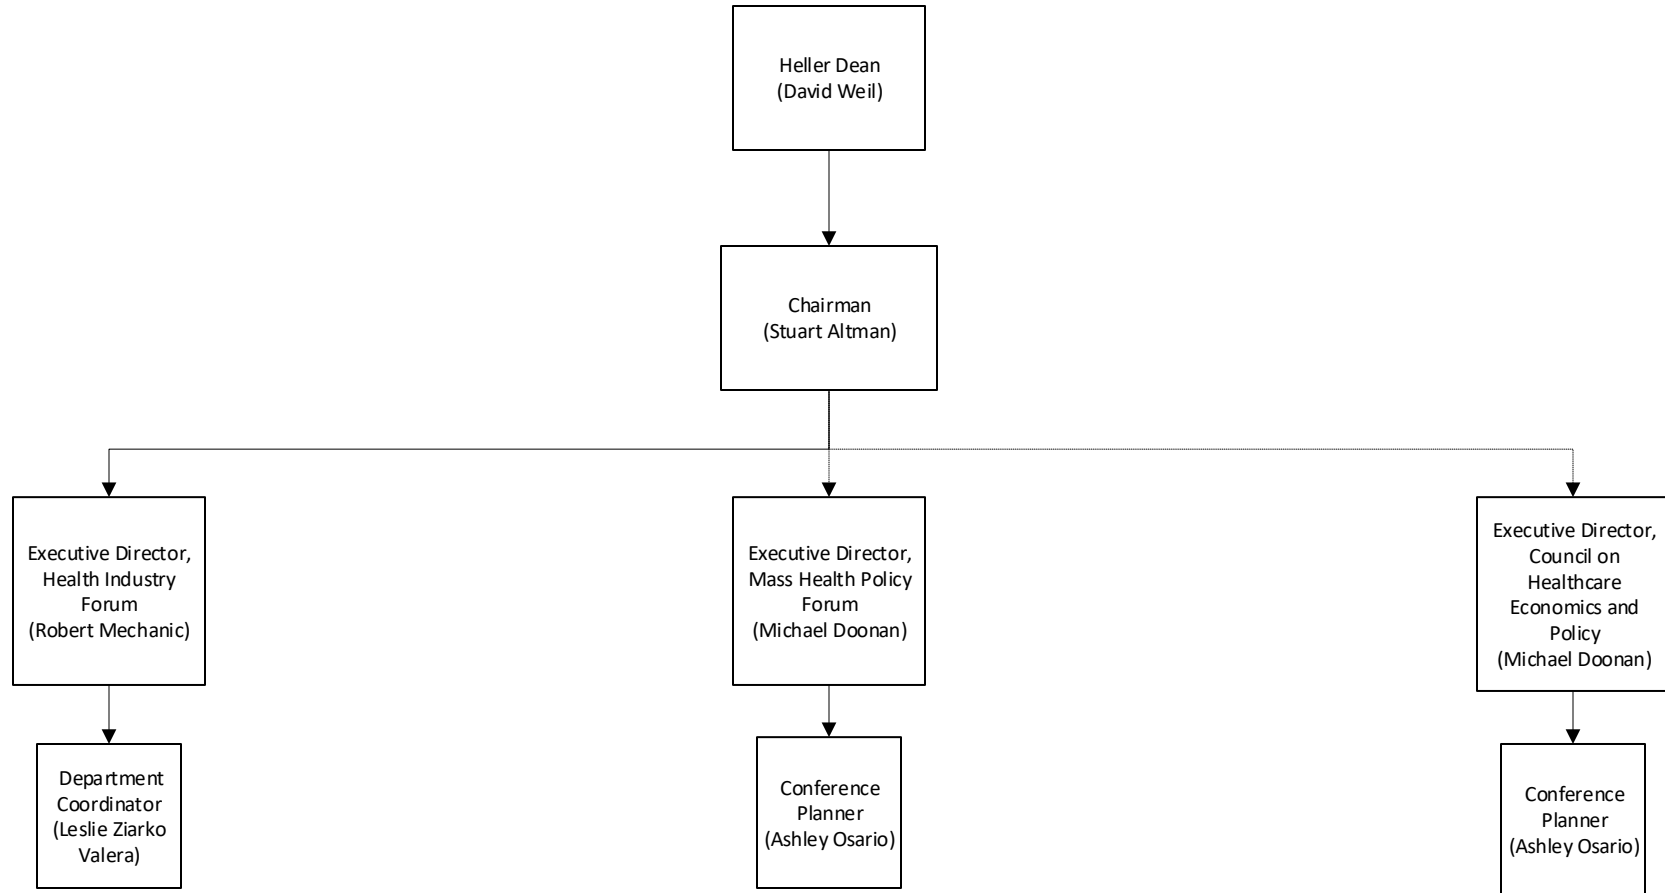 Heller Dean
(David Weil)
Chairman
(Stuart Altman)
Executive Director,
Health Industry
Forum
(Robert Mechanic)
Executive Director,
Mass Health Policy
Forum
(Michael Doonan)
Executive Director,
Council on
Healthcare
Economics and
Policy
(Michael Doonan)
Department
Coordinator
(Leslie Ziarko
Valera)
Conference
Planner
(Ashley Osario)
Conference
Planner
(Ashley Osario)